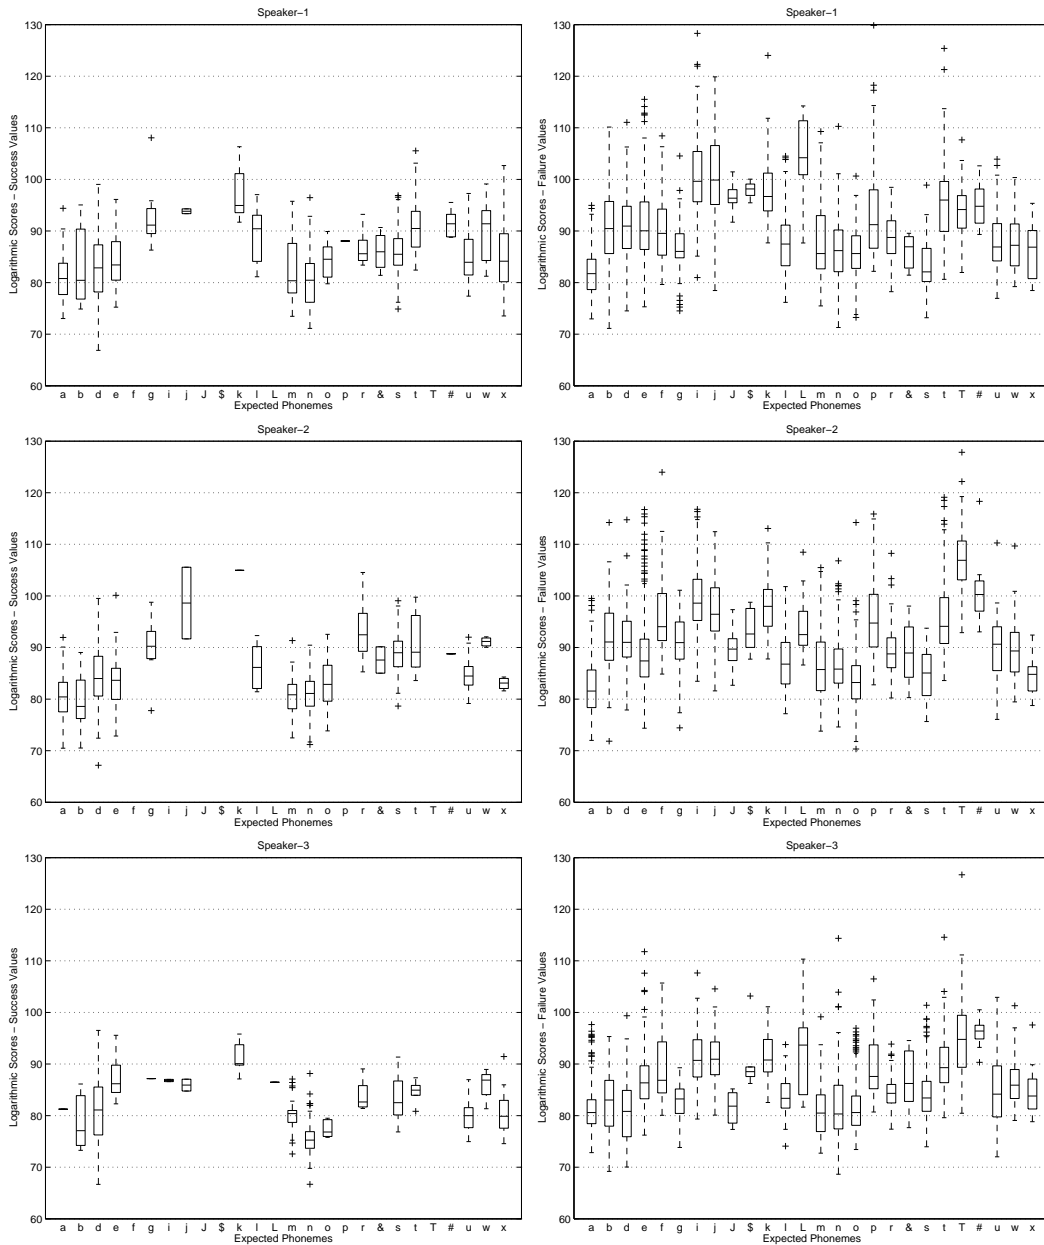 Speaker−1
Logarithmic Scores − Success Values
130
120
110
100
90
80
70
60
a b d e f g i j J $ k l L m n o p r & s t T # u w x
Expected Phonemes
Speaker−1
Logarithmic Scores − Failure Values
130
120
110
100
90
80
70
60
a b d e g i j J $ k l L m n o p r & s t T # u w x
Expected Phonemes
Speaker−2
Logarithmic Scores − Success Values
130
120
110
100
90
80
70
60
a b d e f g i j J $ k l L m n o p r & s t T # u w x
Expected Phonemes
Speaker−2
Logarithmic Scores − Failure Values
130
120
110
100
90
80
70
60
a b d e f g i j J $ k l L m n o p r & s t T # u w x
Expected Phonemes
Speaker−3
Logarithmic Scores − Success Values
130
120
110
100
90
80
70
60
a b d e f g i j J $ k l L m n o p r & s t T # u w x
Expected Phonemes
Speaker−3
Logarithmic Scores − Failure Values
130
120
110
100
90
80
70
60
a b d e f g i j J $ k l L m n o p r & s t T # u w x
Expected Phonemes